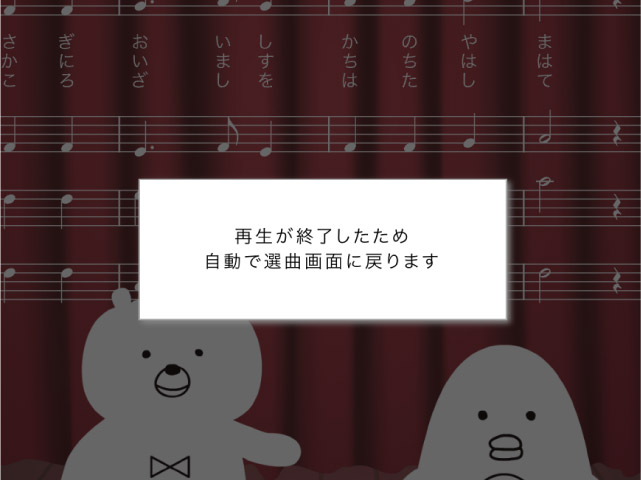 さ ぎ お い し か の や ま
か に い ま す ち ち は は
こ ろ ざ し を は た し て
再生が終了したため
自動で選曲画面に戻ります